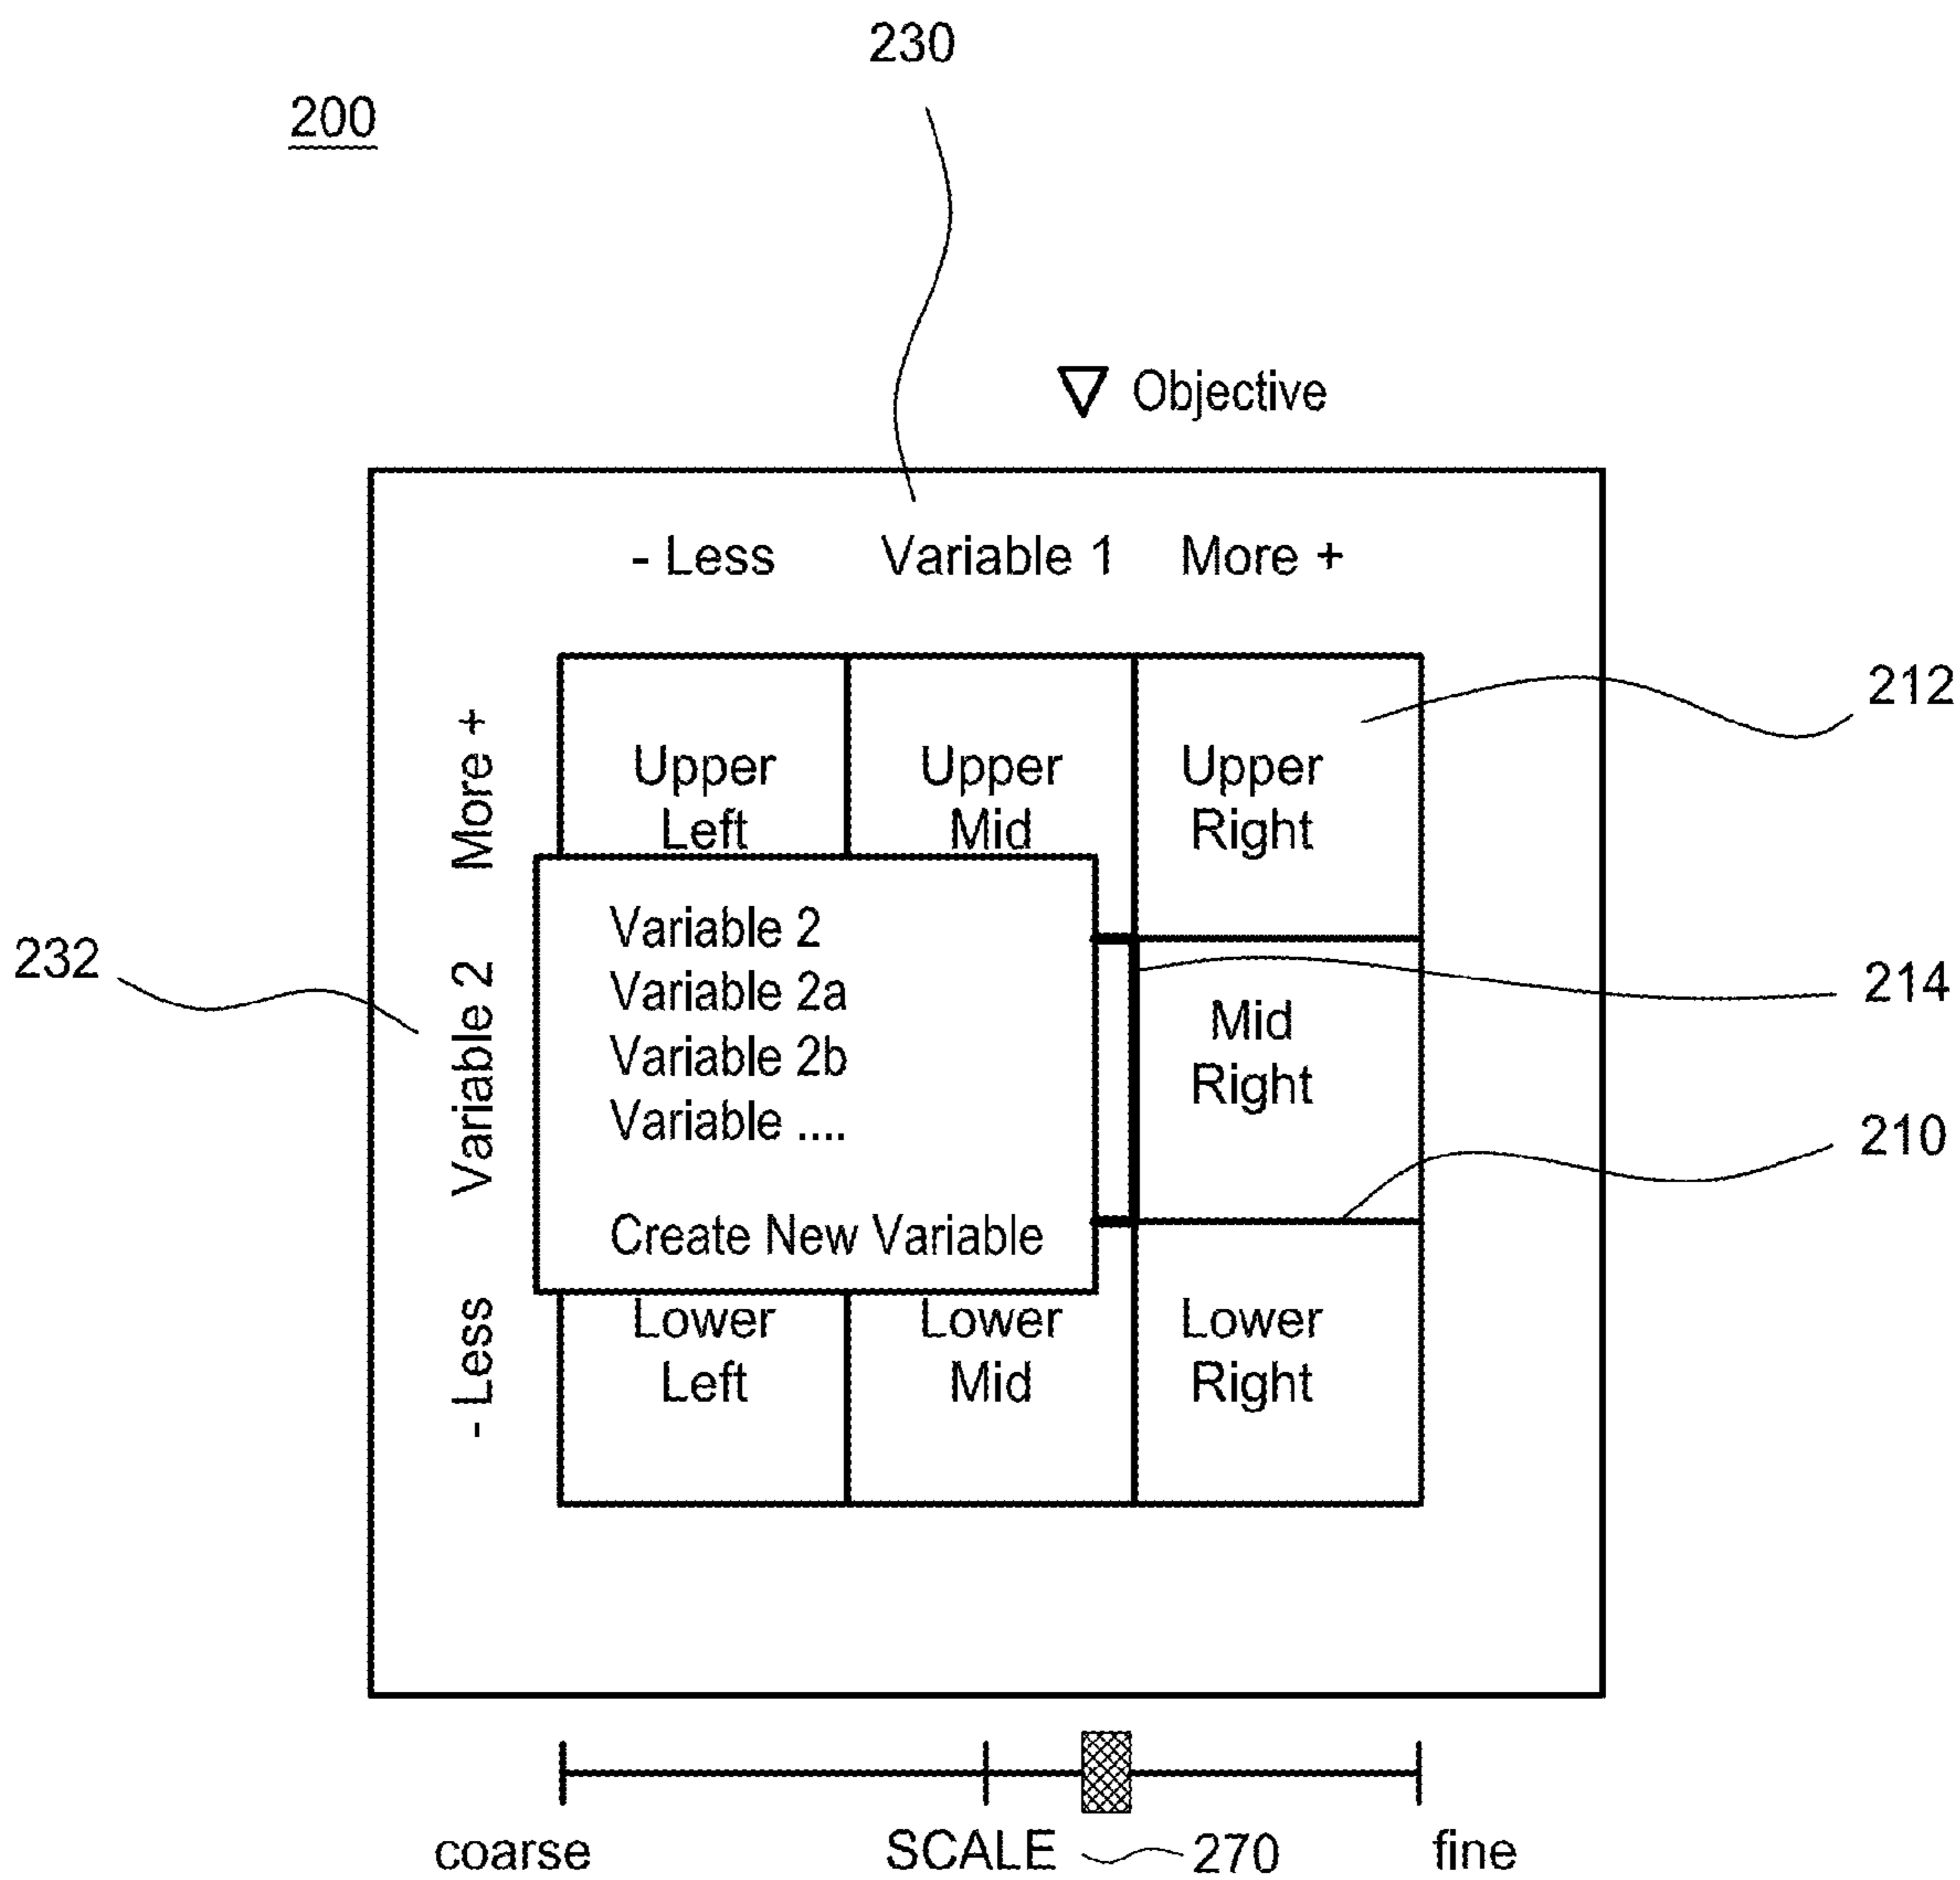 230
200
Objective
- Less Variable 1 More +
212
Upper Left
Upper Mid
Upper Right
More +
Variable 2
- Less
232
Variable 2
Variable 2a
Variable 2b
Variable ....
Create New Variable
214
Mid Right
210
Lower Left
Lower Mid
Lower Right
coarse SCALE 270 fine